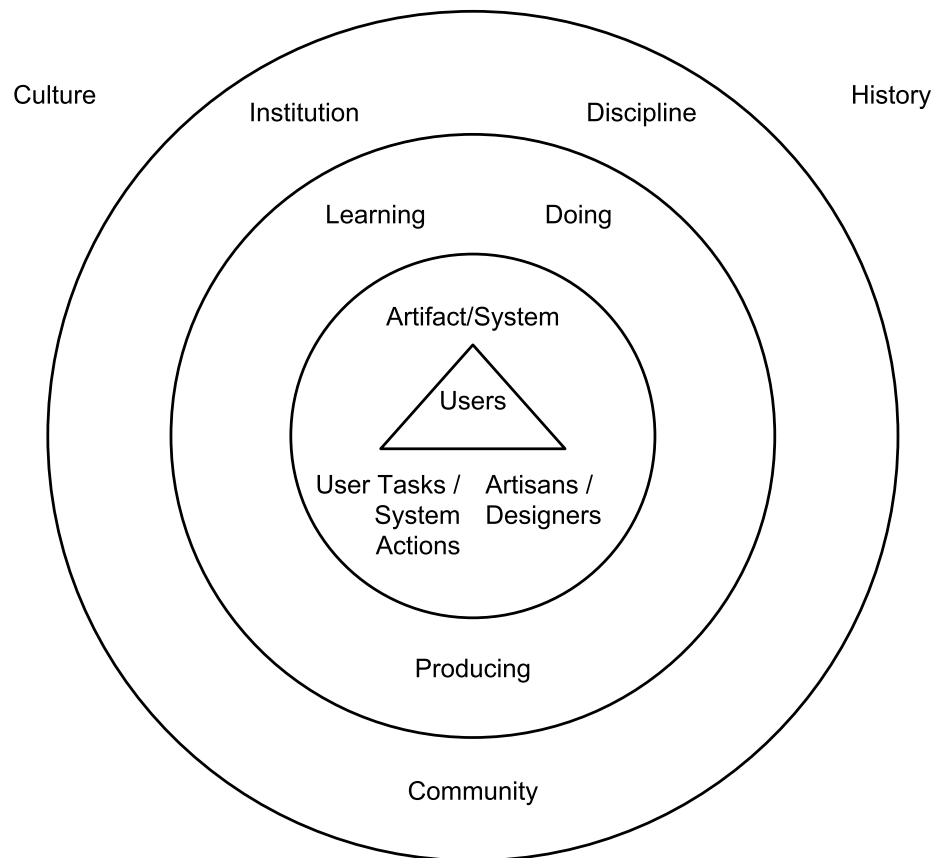 Culture
History
Institution
Discipline
Learning
Doing
Artifact/System
Users
User Tasks /
System
Actions
Artisans /
Designers
Producing
Community